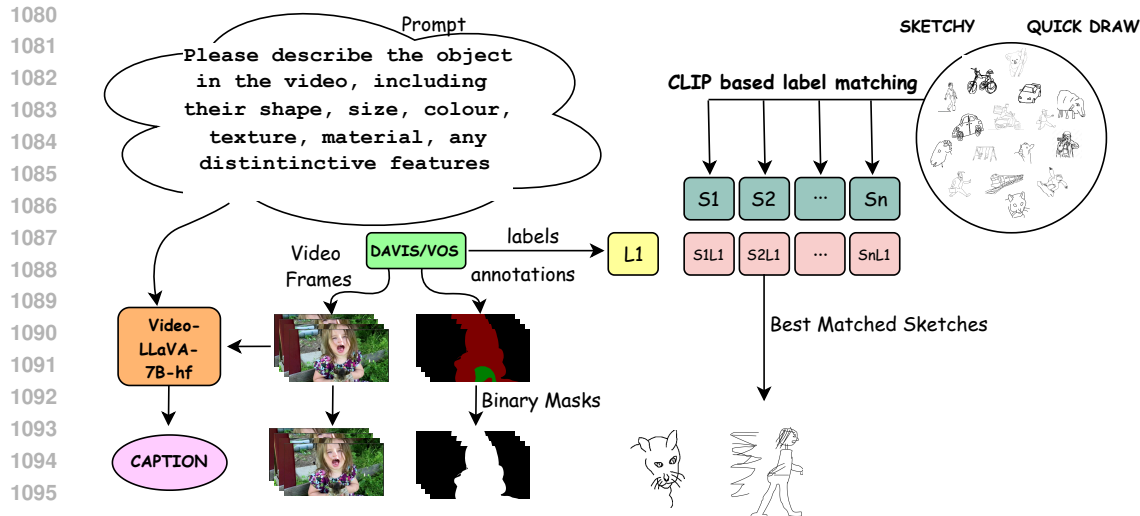 1080
1081
1082
1083
1084
1085
1086
1087
1088
1089
1090
1091
1092
1093
1094
1095
Prompt
Please describe the object
in the video, including
their shape, size, colour,
texture, material, any
distintinctive features
SKETCHY QUICK DRAW
CLIP based label matching
S1 S2 ... Sn
DAVIS/VOS
labels
annotations
L1
S1L1 S2L1 ... SnL1
Video
Frames
Video-
LLaVA-
7B-hf
Best Matched Sketches
Binary Masks
CAPTION